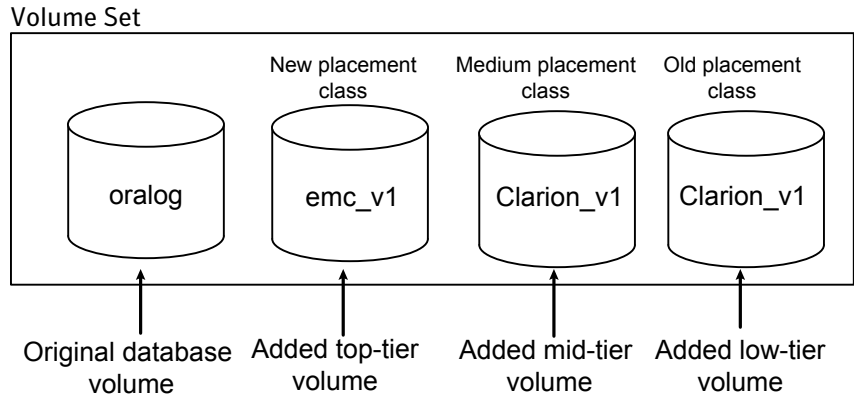 Volume Set
New placement
class
Medium placement
class
Old placement
class
oralog
emc_v1
Clarion_v1
Clarion_v1
Original database
volume
Added top-tier
volume
Added mid-tier
volume
Added low-tier
volume